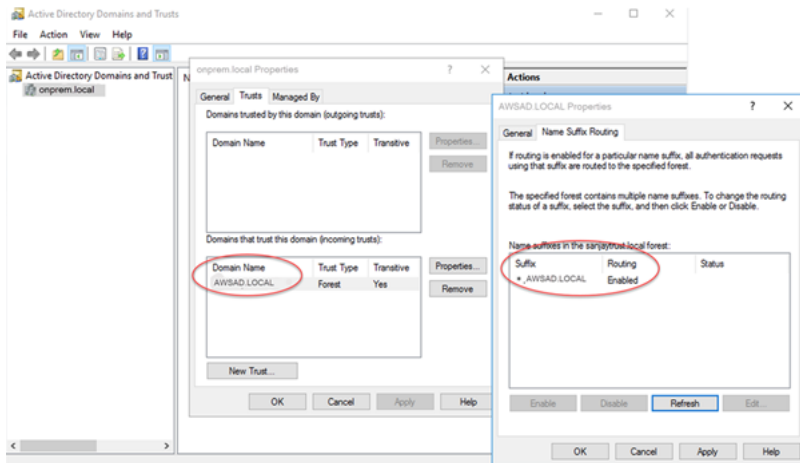 Active Directory Domains and Trusts
File Action View Help
Active Directory Domains and Trust
onprem.local
Actions
onprem.local Properties
General Trusts Managed By
Domains trusted by this domain (outgoing trusts):
Domain Name Trust Type Transitive
Properties...
Remove
Domains that trust this domain (incoming trusts):
Domain Name Trust Type Transitive
AWSAD.LOCAL Forest Yes
Properties...
Remove
New Trust...
OK Cancel Apply Help
AWSAD.LOCAL Properties
General Name Suffix Routing
If routing is enabled for a particular name suffix, all authentication requests
using that suffix are routed to the specified forest.
The specified forest contains multiple name suffixes. To change the routing
status of a suffix, select the suffix, and then click Enable or Disable.
Name suffixes in the sanjaytrust.local forest:
Suffix Routing Status
*.AWSAD.LOCAL Enabled
Enable Disable Refresh Edit...
OK Cancel Apply Help